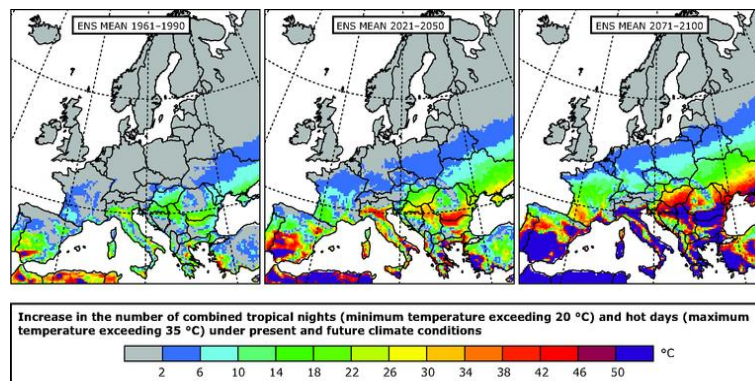 ENS MEAN 1961–1990
ENS MEAN 2021–2050
ENS MEAN 2071–2100
Increase in the number of combined tropical nights (minimum temperature exceeding 20 °C) and hot days (maximum
temperature exceeding 35 °C) under present and future climate conditions
°C
2 6 10 14 18 22 26 30 34 38 42 46 50